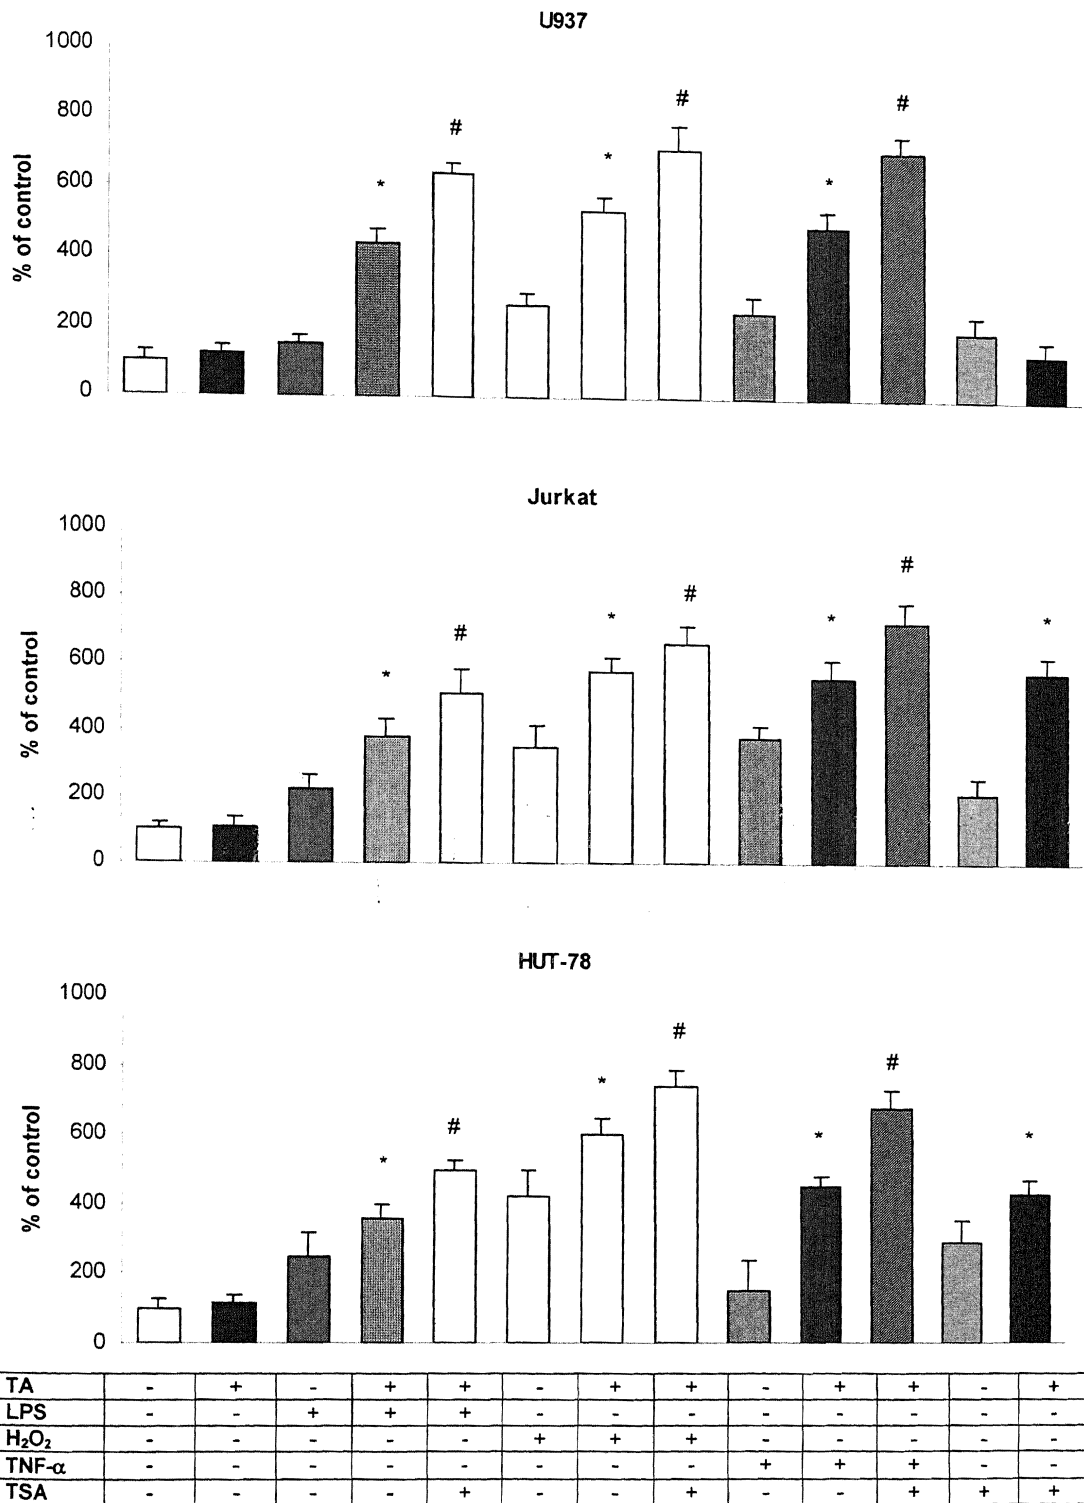 U937
1000
800
600
400
200
0
% of control
* # * # * #
Jurkat
1000
800
600
400
200
0
% of control
* # * # * # *
HUT-78
1000
800
600
400
200
0
% of control
* # * # * # *
TA - + - + + - + + - + + - +
LPS - - + + + - - - - - - - -
H₂O₂ - - - - - + + + - - - - -
TNF-α - - - - - - - - + + + - -
TSA - - - - + - - + - - + + +